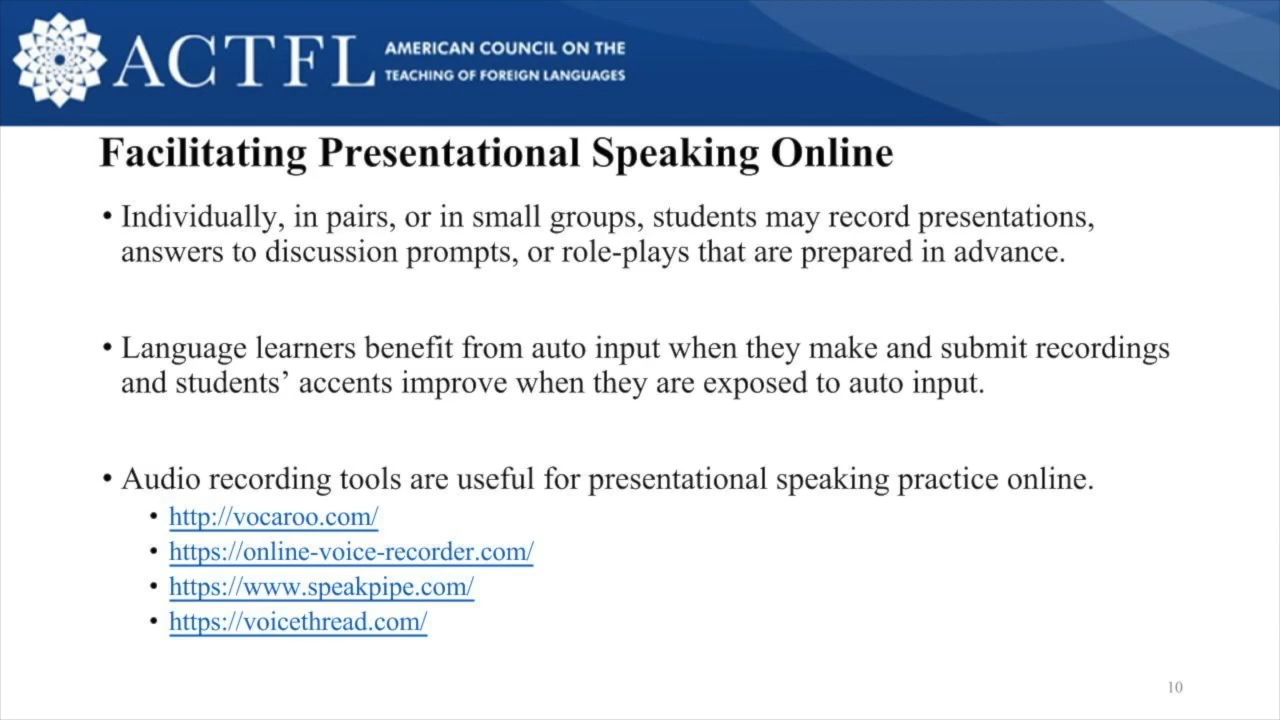 ACTFL
AMERICAN COUNCIL ON THE
TEACHING OF FOREIGN LANGUAGES
Facilitating Presentational Speaking Online
• Individually, in pairs, or in small groups, students may record presentations,
answers to discussion prompts, or role-plays that are prepared in advance.
• Language learners benefit from auto input when they make and submit recordings
and students’ accents improve when they are exposed to auto input.
• Audio recording tools are useful for presentational speaking practice online.
• http://vocaroo.com/
• https://online-voice-recorder.com/
• https://www.speakpipe.com/
• https://voicethread.com/
10